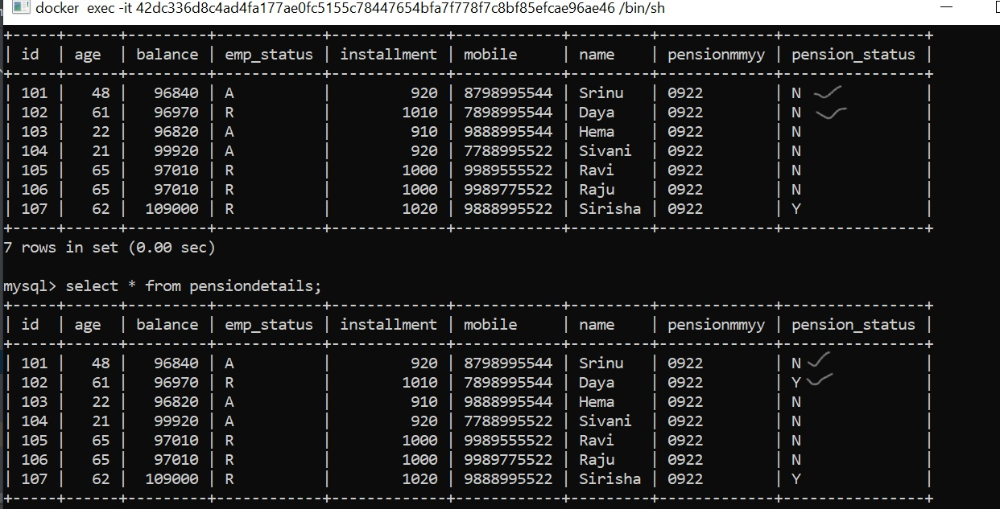 docker exec -it 42dc336d8c4ad4fa177ae0fc5155c78447654bfa7f778f7c8bf85efcae96ae46 /bin/sh
+-----+------+---------+------------+-------------+------------+---------+-------------+----------------+
| id | age | balance | emp_status | installment | mobile | name | pensionmmyy | pension_status |
+-----+------+---------+------------+-------------+------------+---------+-------------+----------------+
| 101 | 48 | 96840 | A | 920 | 8798995544 | Srinu | 0922 | N |
| 102 | 61 | 96970 | R | 1010 | 7898995544 | Daya | 0922 | N |
| 103 | 22 | 96820 | A | 910 | 9888995544 | Hema | 0922 | N |
| 104 | 21 | 99920 | A | 920 | 7788995522 | Sivani | 0922 | N |
| 105 | 65 | 97010 | R | 1000 | 9989555522 | Ravi | 0922 | N |
| 106 | 65 | 97010 | R | 1000 | 9989775522 | Raju | 0922 | N |
| 107 | 62 | 109000 | R | 1020 | 9888995522 | Sirisha | 0922 | Y |
+-----+------+---------+------------+-------------+------------+---------+-------------+----------------+
7 rows in set (0.00 sec)
mysql> select * from pensiondetails;
+-----+------+---------+------------+-------------+------------+---------+-------------+----------------+
| id | age | balance | emp_status | installment | mobile | name | pensionmmyy | pension_status |
+-----+------+---------+------------+-------------+------------+---------+-------------+----------------+
| 101 | 48 | 96840 | A | 920 | 8798995544 | Srinu | 0922 | N |
| 102 | 61 | 96970 | R | 1010 | 7898995544 | Daya | 0922 | Y |
| 103 | 22 | 96820 | A | 910 | 9888995544 | Hema | 0922 | N |
| 104 | 21 | 99920 | A | 920 | 7788995522 | Sivani | 0922 | N |
| 105 | 65 | 97010 | R | 1000 | 9989555522 | Ravi | 0922 | N |
| 106 | 65 | 97010 | R | 1000 | 9989775522 | Raju | 0922 | N |
| 107 | 62 | 109000 | R | 1020 | 9888995522 | Sirisha | 0922 | Y |
+-----+------+---------+------------+-------------+------------+---------+-------------+----------------+